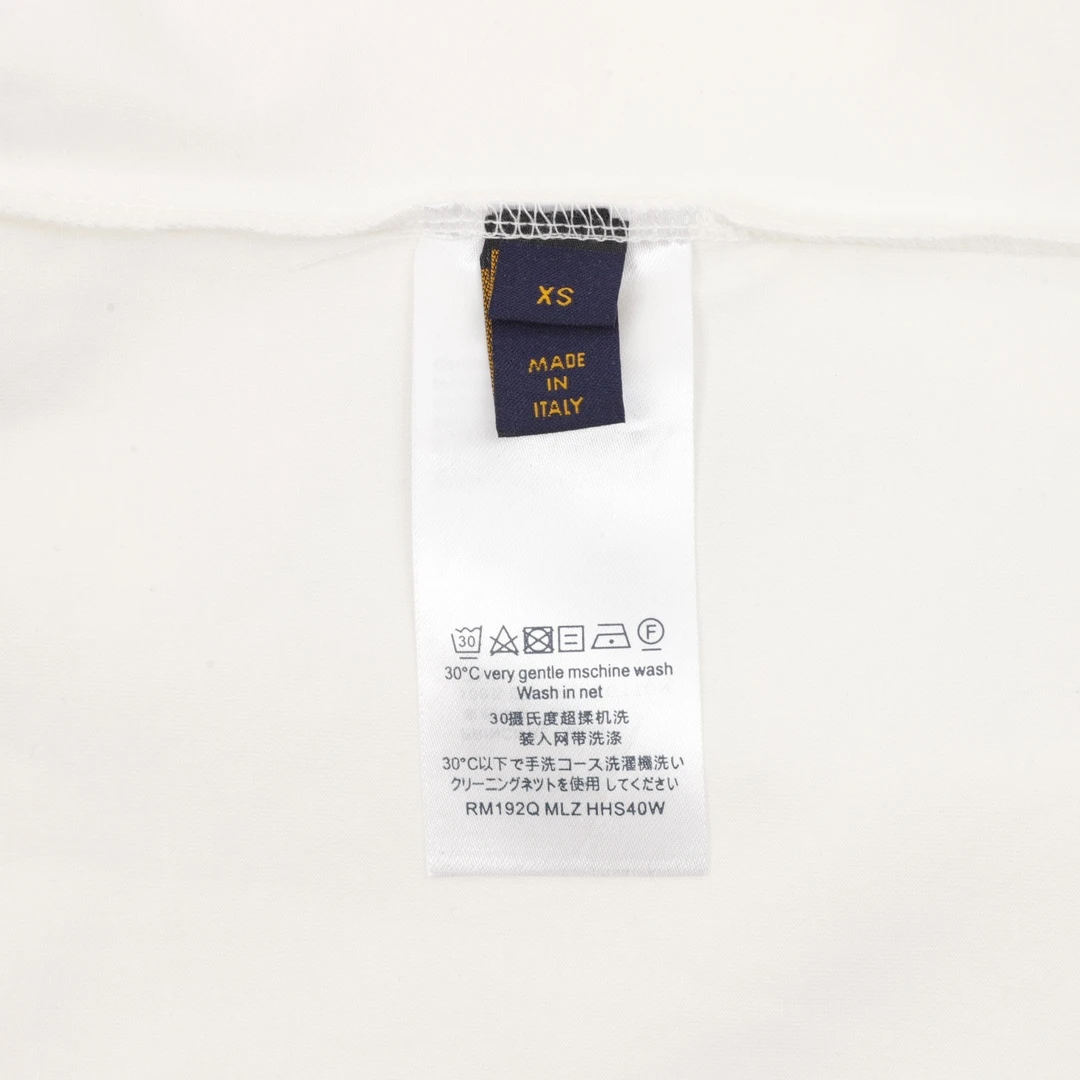 XS
MADE
IN
ITALY
30
F
30°C very gentle mschine wash
Wash in net
30摄氏度超揉机洗
装入网带洗涤
30°C以下で手洗コース洗濯機洗い
クリーニングネツトを使用してください
RM192Q MLZ HHS40W